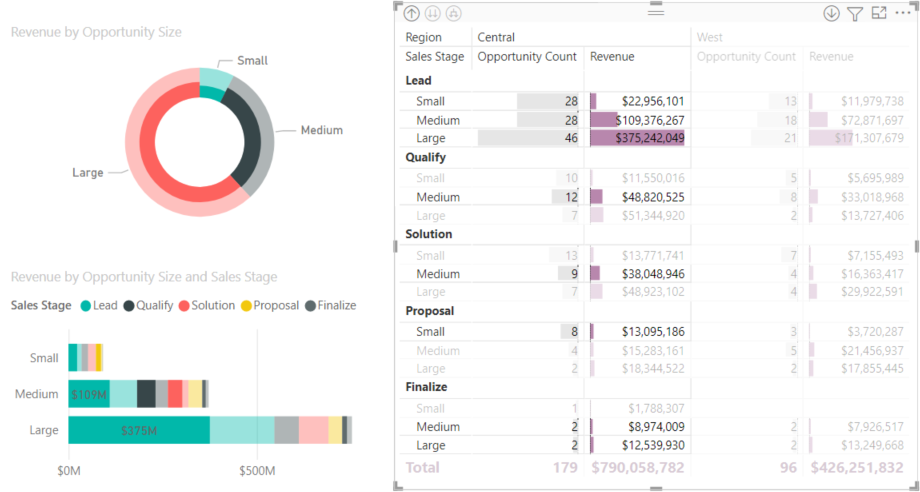 Revenue by Opportunity Size
Small
Medium
Large
Revenue by Opportunity Size and Sales Stage
Sales Stage Lead Qualify Solution Proposal Finalize
Small
Medium $109M
Large $375M
$0M $500M
Region Central West
Sales Stage Opportunity Count Revenue Opportunity Count Revenue
Lead
Small 28 $22,956,101 13 $11,979,738
Medium 28 $109,376,267 18 $72,871,697
Large 46 $375,242,049 21 $171,307,679
Qualify
Small 10 $11,550,016 5 $5,695,989
Medium 12 $48,820,525 8 $33,018,968
Large 7 $51,344,920 2 $13,727,406
Solution
Small 13 $13,771,741 7 $7,155,493
Medium 9 $38,048,946 4 $16,363,417
Large 7 $48,923,102 4 $29,922,591
Proposal
Small 8 $13,095,186 3 $3,720,287
Medium 4 $15,283,161 5 $21,456,937
Large 2 $18,344,522 2 $17,855,445
Finalize
Small 1 $1,788,307
Medium 2 $8,974,009 2 $7,926,517
Large 2 $12,539,930 2 $13,249,668
Total 179 $790,058,782 96 $426,251,832